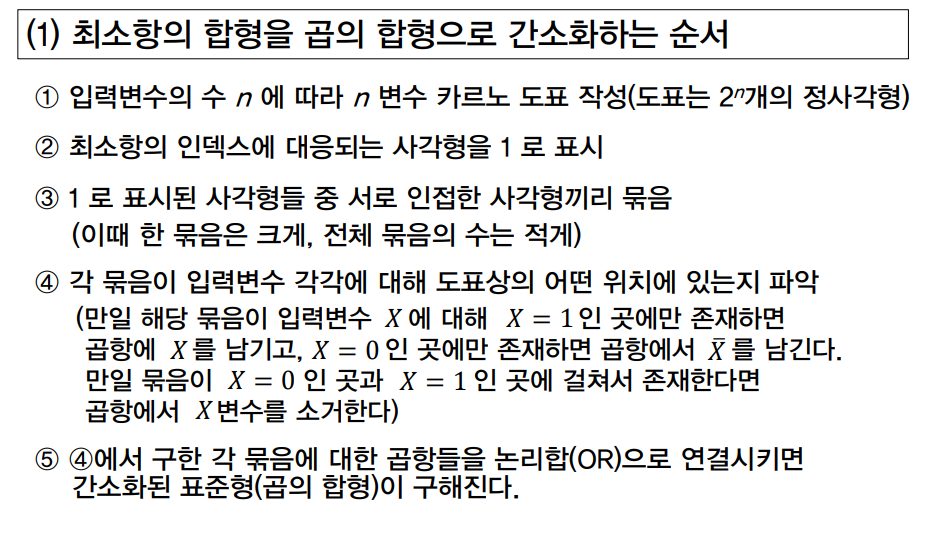 (1) 최소항의 합형을 곱의 합형으로 간소화하는 순서
① 입력변수의 수 n 에 따라 n 변수 카르노 도표 작성(도표는 2ⁿ개의 정사각형)
② 최소항의 인덱스에 대응되는 사각형을 1 로 표시
③ 1 로 표시된 사각형들 중 서로 인접한 사각형끼리 묶음
(이때 한 묶음은 크게, 전체 묶음의 수는 적게)
④ 각 묶음이 입력변수 각각에 대해 도표상의 어떤 위치에 있는지 파악
(만일 해당 묶음이 입력변수 X 에 대해 X = 1 인 곳에만 존재하면
곱항에 X 를 남기고, X = 0 인 곳에만 존재하면 곱항에서 X̄ 를 남긴다.
만일 묶음이 X = 0 인 곳과 X = 1 인 곳에 걸쳐서 존재한다면
곱항에서 X 변수를 소거한다)
⑤ ④에서 구한 각 묶음에 대한 곱항들을 논리합(OR)으로 연결시키면
간소화된 표준형(곱의 합형)이 구해진다.